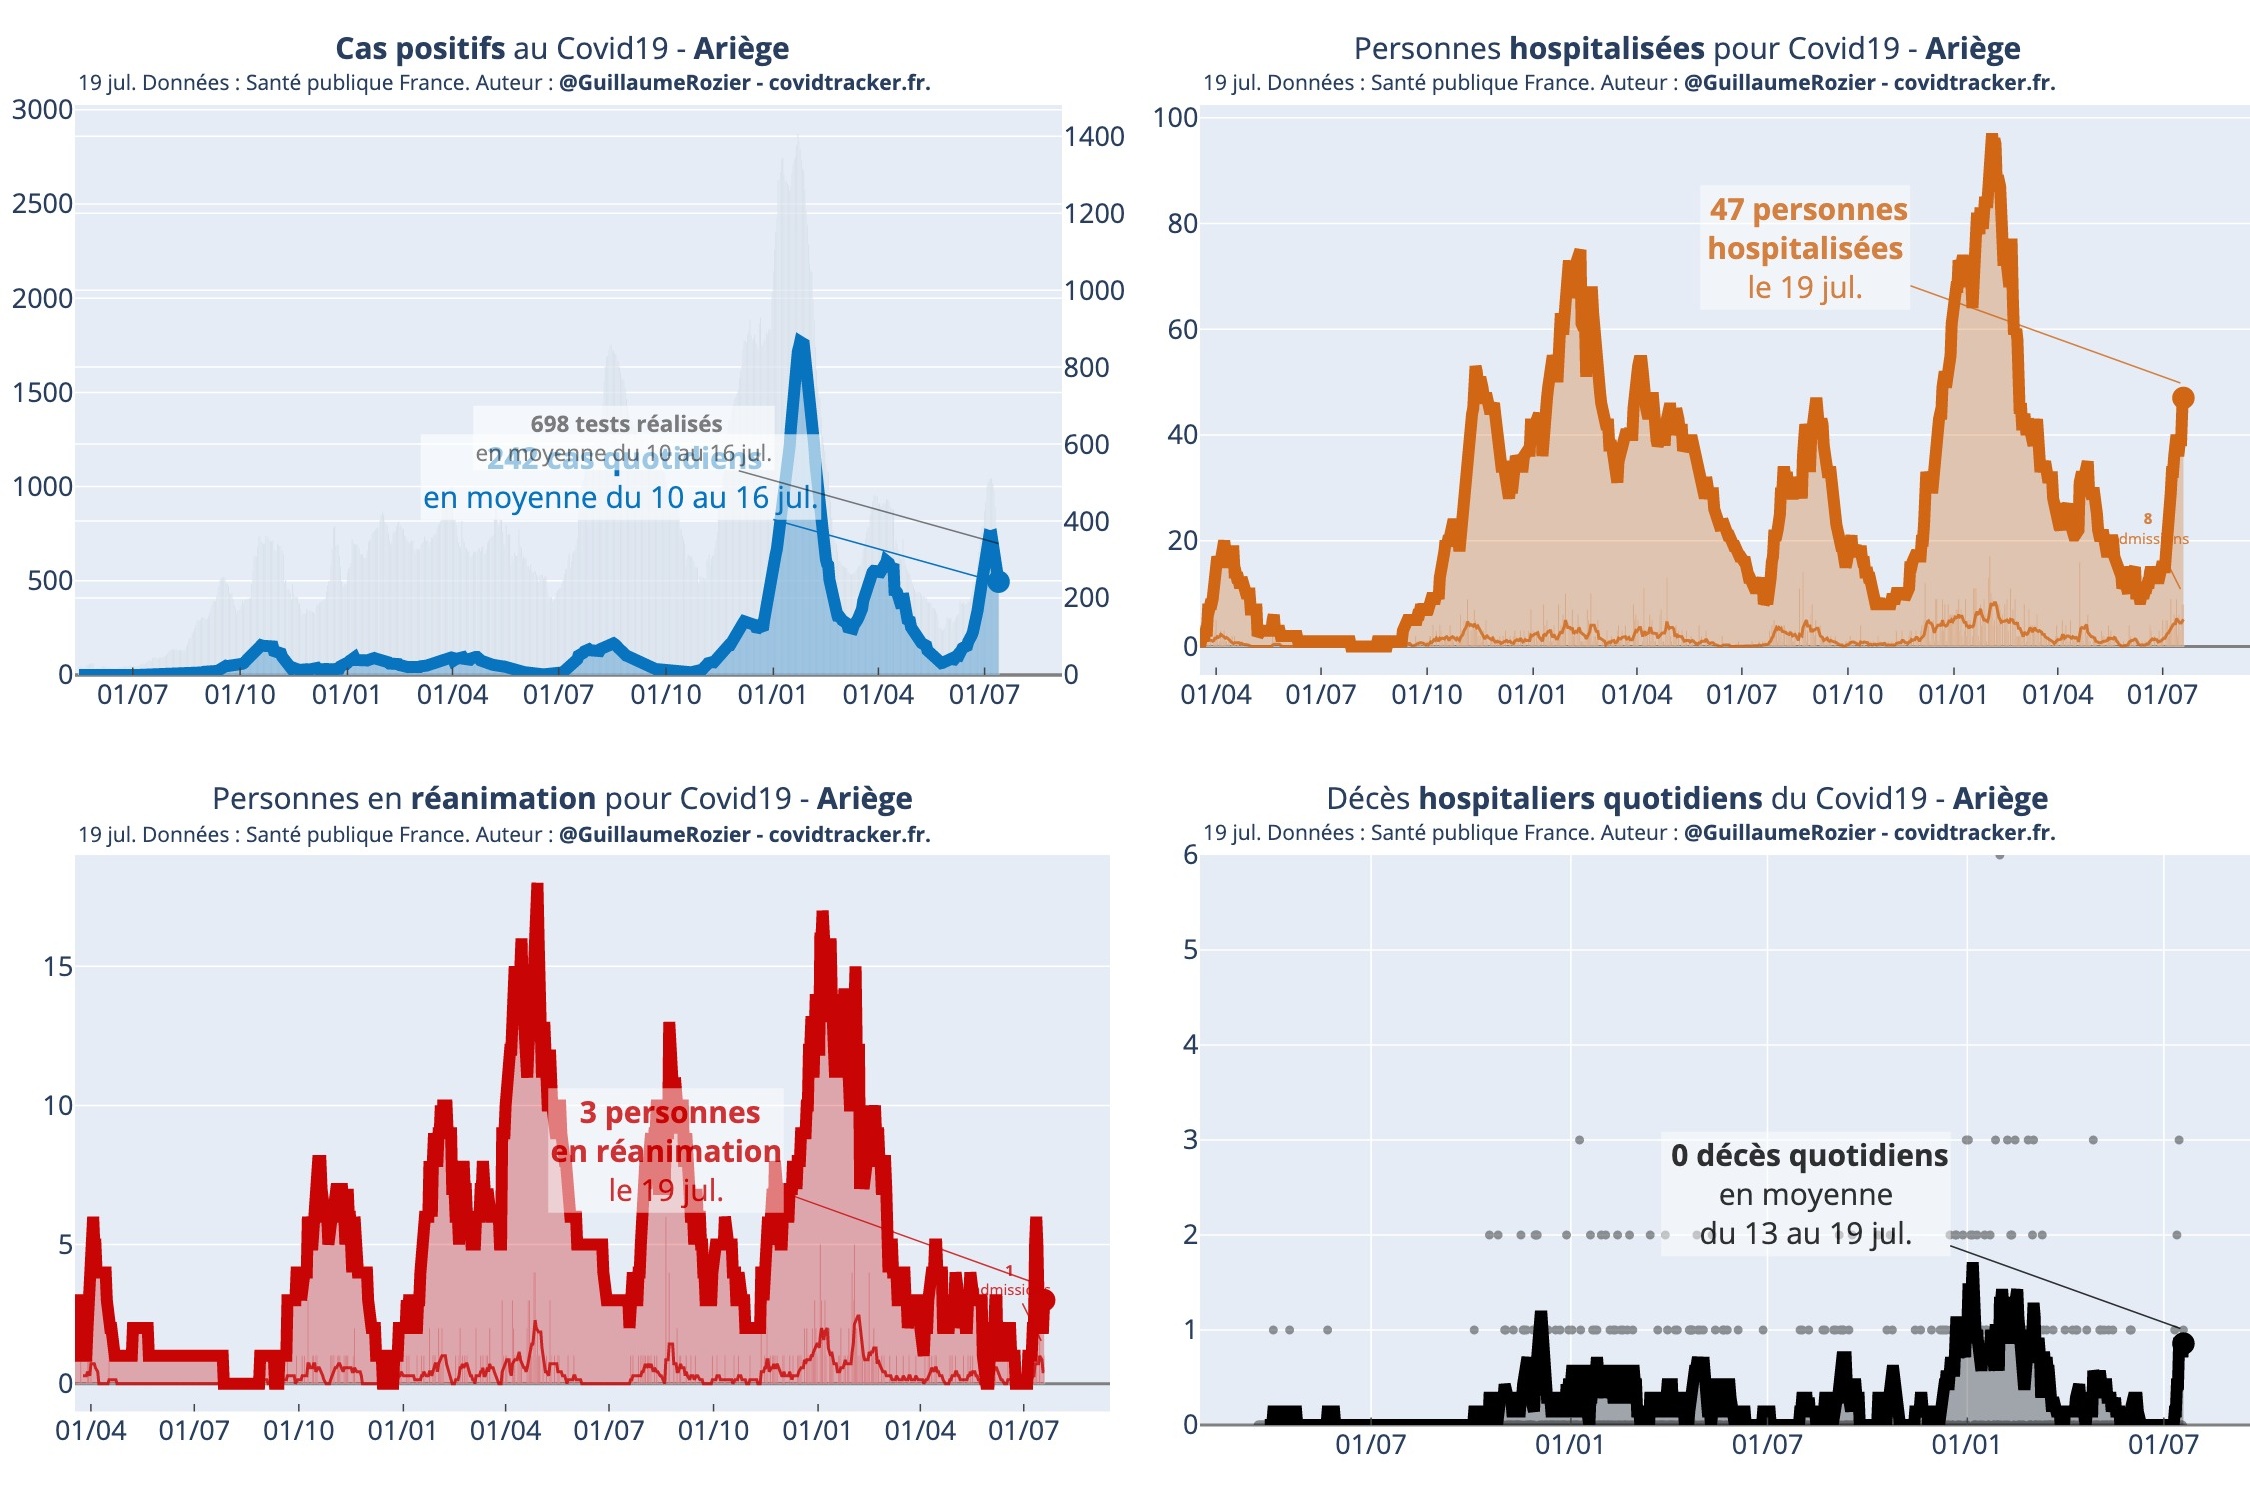 Cas positifs au Covid19 - Ariège
19 jul. Données : Santé publique France. Auteur : @GuillaumeRozier - covidtracker.fr.
3000
2500
2000
1500
1000
500
0
1400
1200
1000
800
600
400
200
0
698 tests réalisés
en moyenne du 10 au 16 jul.
242 cas quotidiens
en moyenne du 10 au 16 jul.
01/07 01/10 01/01 01/04 01/07 01/10 01/01 01/04 01/07
Personnes hospitalisées pour Covid19 - Ariège
19 jul. Données : Santé publique France. Auteur : @GuillaumeRozier - covidtracker.fr.
100
80
60
40
20
0
47 personnes
hospitalisées
le 19 jul.
8
dmissions
01/04 01/07 01/10 01/01 01/04 01/07 01/10 01/01 01/04 01/07
Personnes en réanimation pour Covid19 - Ariège
19 jul. Données : Santé publique France. Auteur : @GuillaumeRozier - covidtracker.fr.
15
10
5
0
3 personnes
en réanimation
le 19 jul.
1
dmissions
01/04 01/07 01/10 01/01 01/04 01/07 01/10 01/01 01/04 01/07
Décès hospitaliers quotidiens du Covid19 - Ariège
19 jul. Données : Santé publique France. Auteur : @GuillaumeRozier - covidtracker.fr.
6
5
4
3
2
1
0
0 décès quotidiens
en moyenne
du 13 au 19 jul.
01/07 01/01 01/07 01/01 01/07